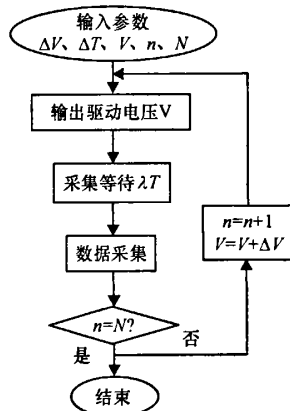 输入参数
ΔV、ΔT、V、n、N
输出驱动电压V
采集等待λT
数据采集
n=n+1
V=V+ΔV
n=N?
是
否
结束